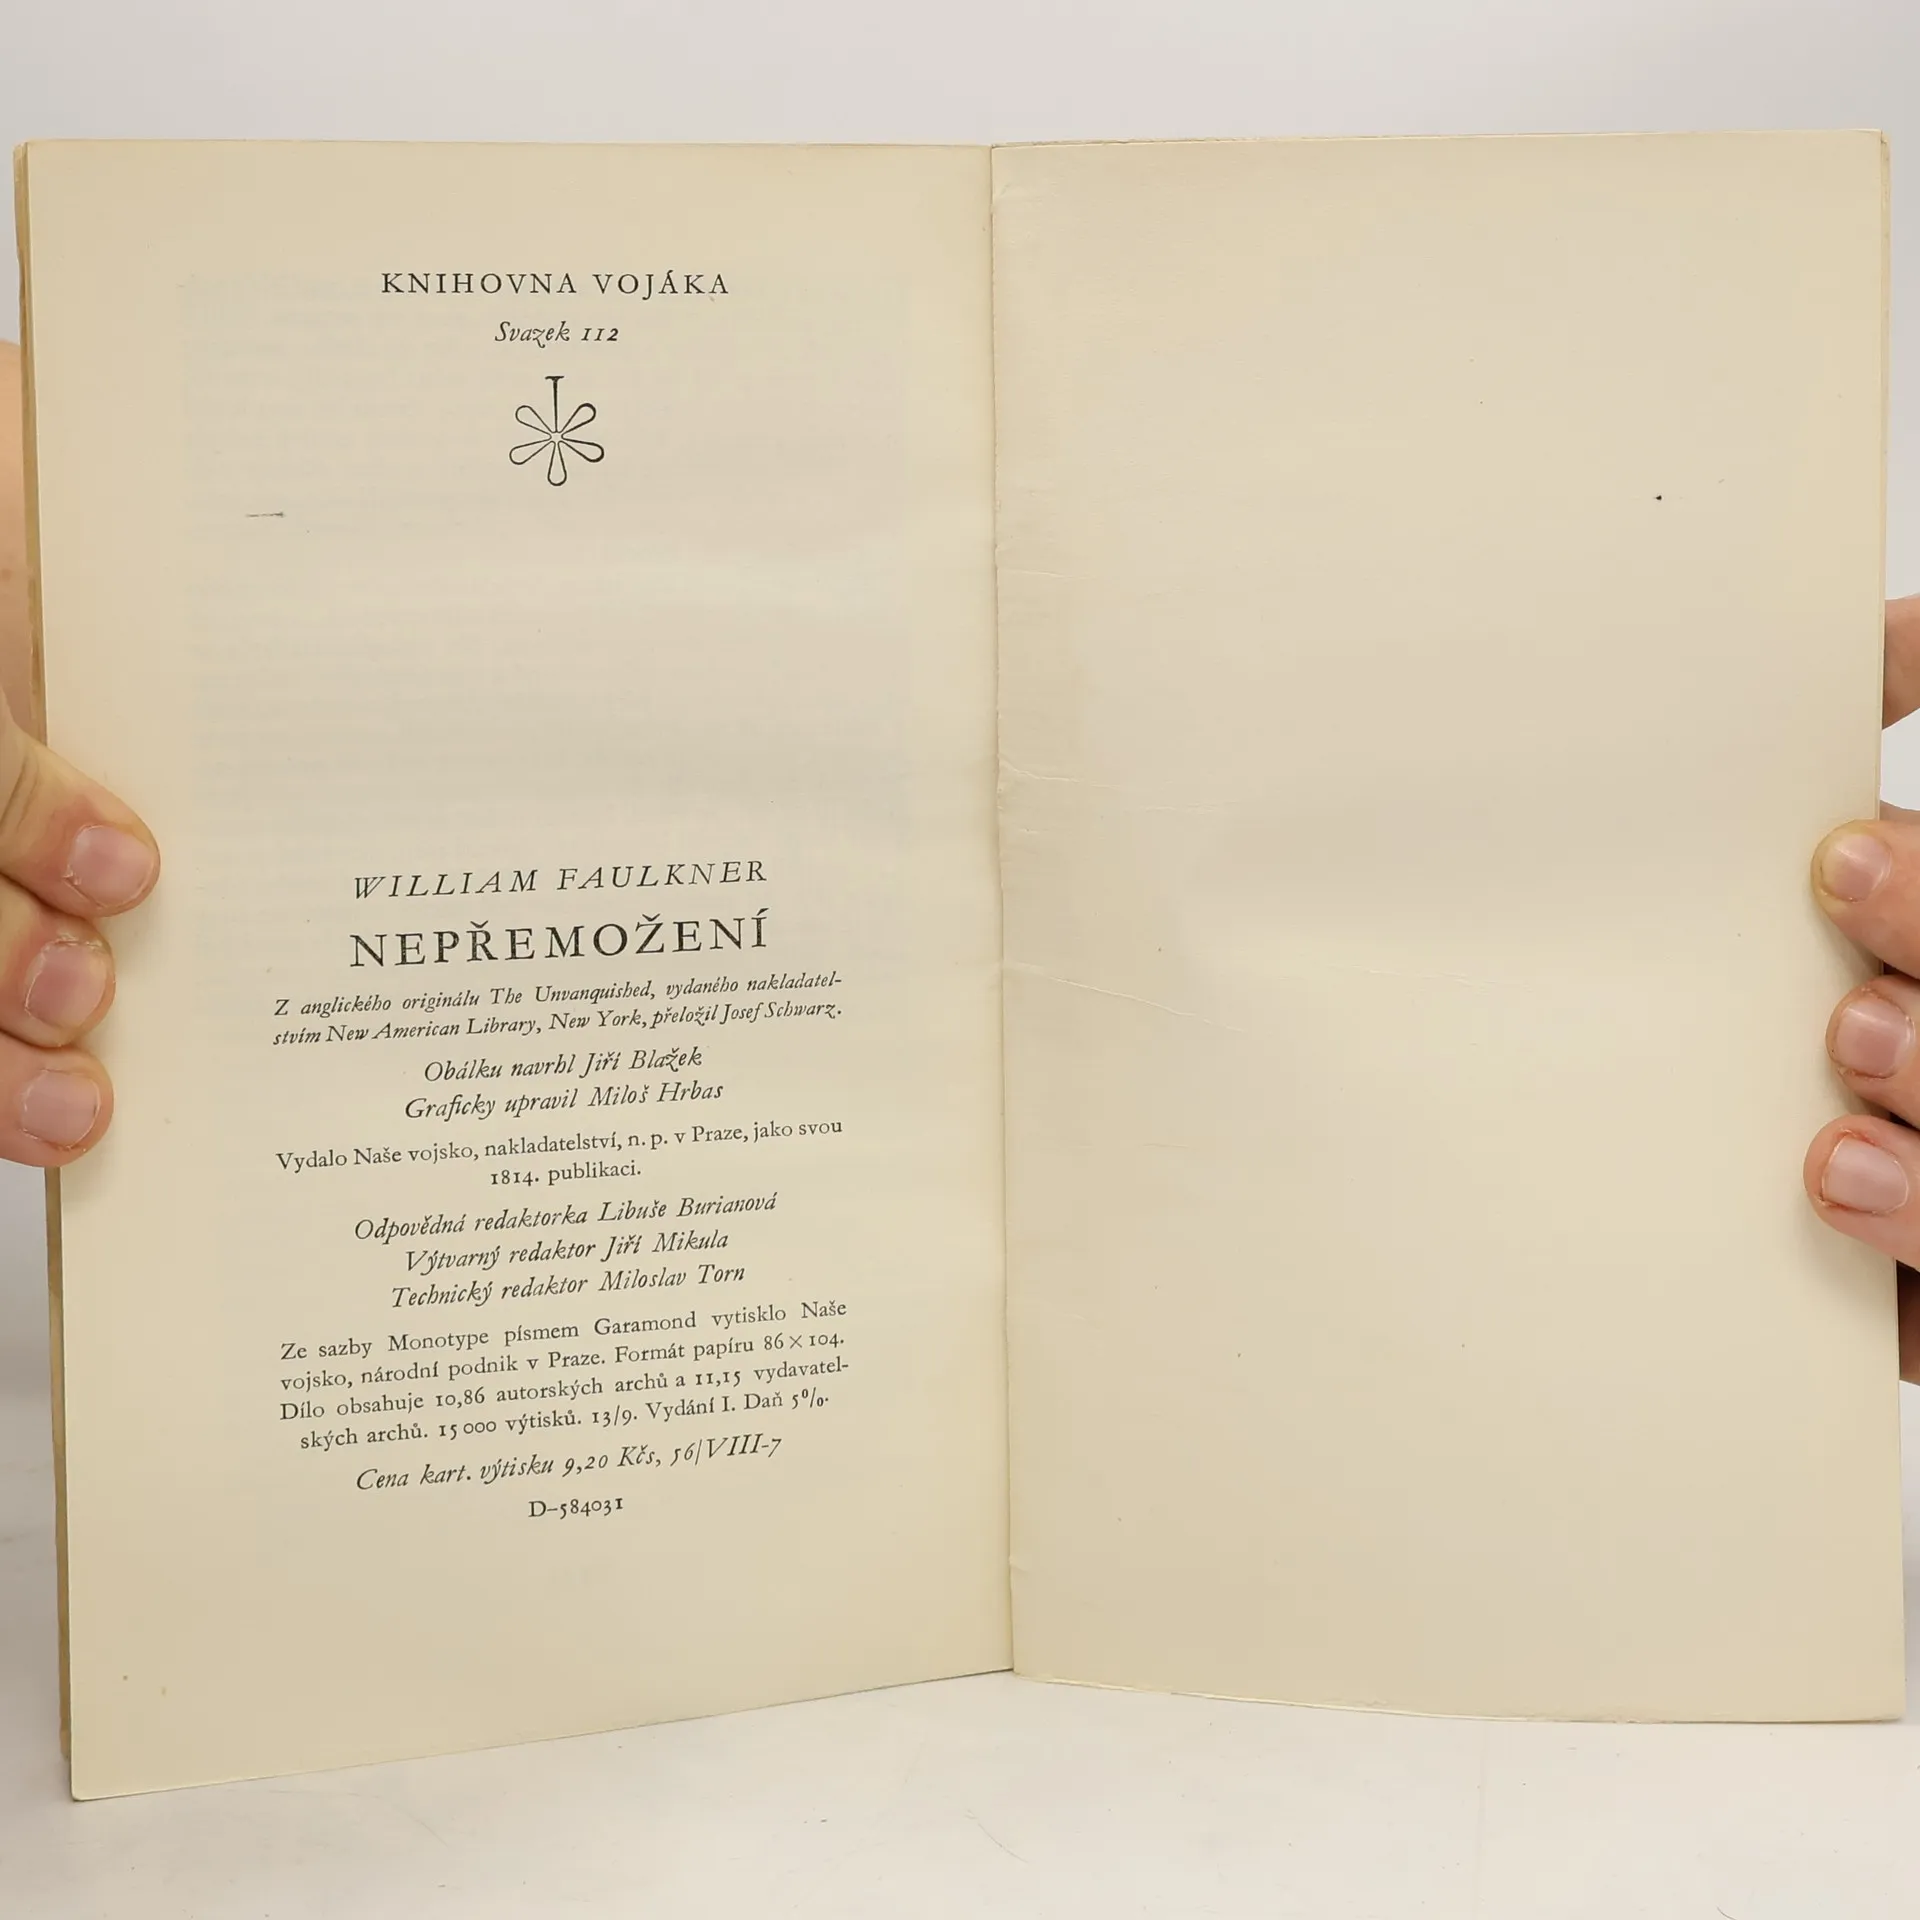 KNIHOVNA VOJÁKA
Svazek 112
WILLIAM FAULKNER
NEPŘEMOŽENÍ
Z anglického originálu The Unvanquished, vydaného nakladatel-
stvím New American Library, New York, přeložil Josef Schwarz.
Obálku navrhl Jiří Blažek
Graficky upravil Miloš Hrbas
Vydalo Naše vojsko, nakladatelství, n. p. v Praze, jako svou
1814. publikaci.
Odpovědná redaktorka Libuše Burianová
Výtvarný redaktor Jiří Mikula
Technický redaktor Miloslav Torn
Ze sazby Monotype písmem Garamond vytisklo Naše
vojsko, národní podnik v Praze. Formát papíru 86×104.
Dílo obsahuje 10,86 autorských archů a 11,15 vydavatel-
ských archů. 15 000 výtisků. 13/9. Vydání I. Daň 5%.
Cena kart. výtisku 9,20 Kčs, 56/VIII-7
D-584031